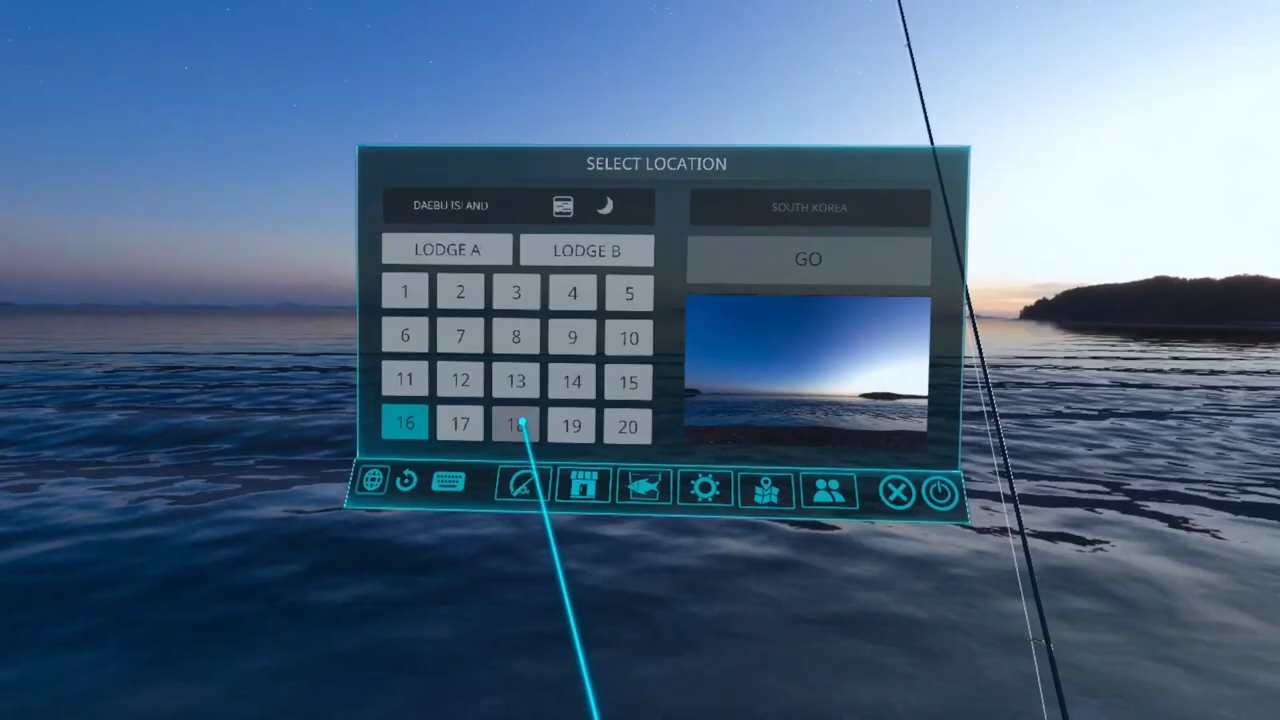 SELECT LOCATION
DAEBU ISLAND
SOUTH KOREA
LODGE A
LODGE B
GO
1 2 3 4 5
6 7 8 9 10
11 12 13 14 15
16 17 18 19 20